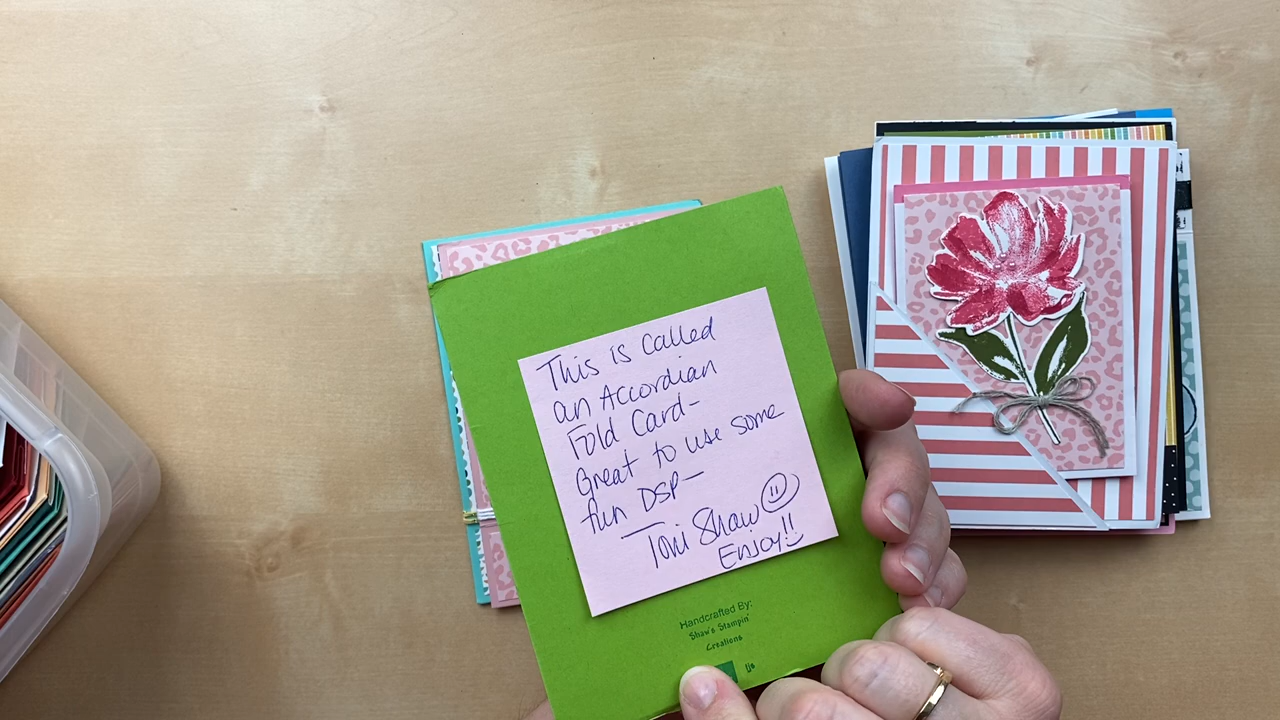 This is called
an Accordian
Fold Card-
Great to use some
fun DSP-
-Toni Shaw
Enjoy!!
Handcrafted By:
Shaw's Stampin'
Creations